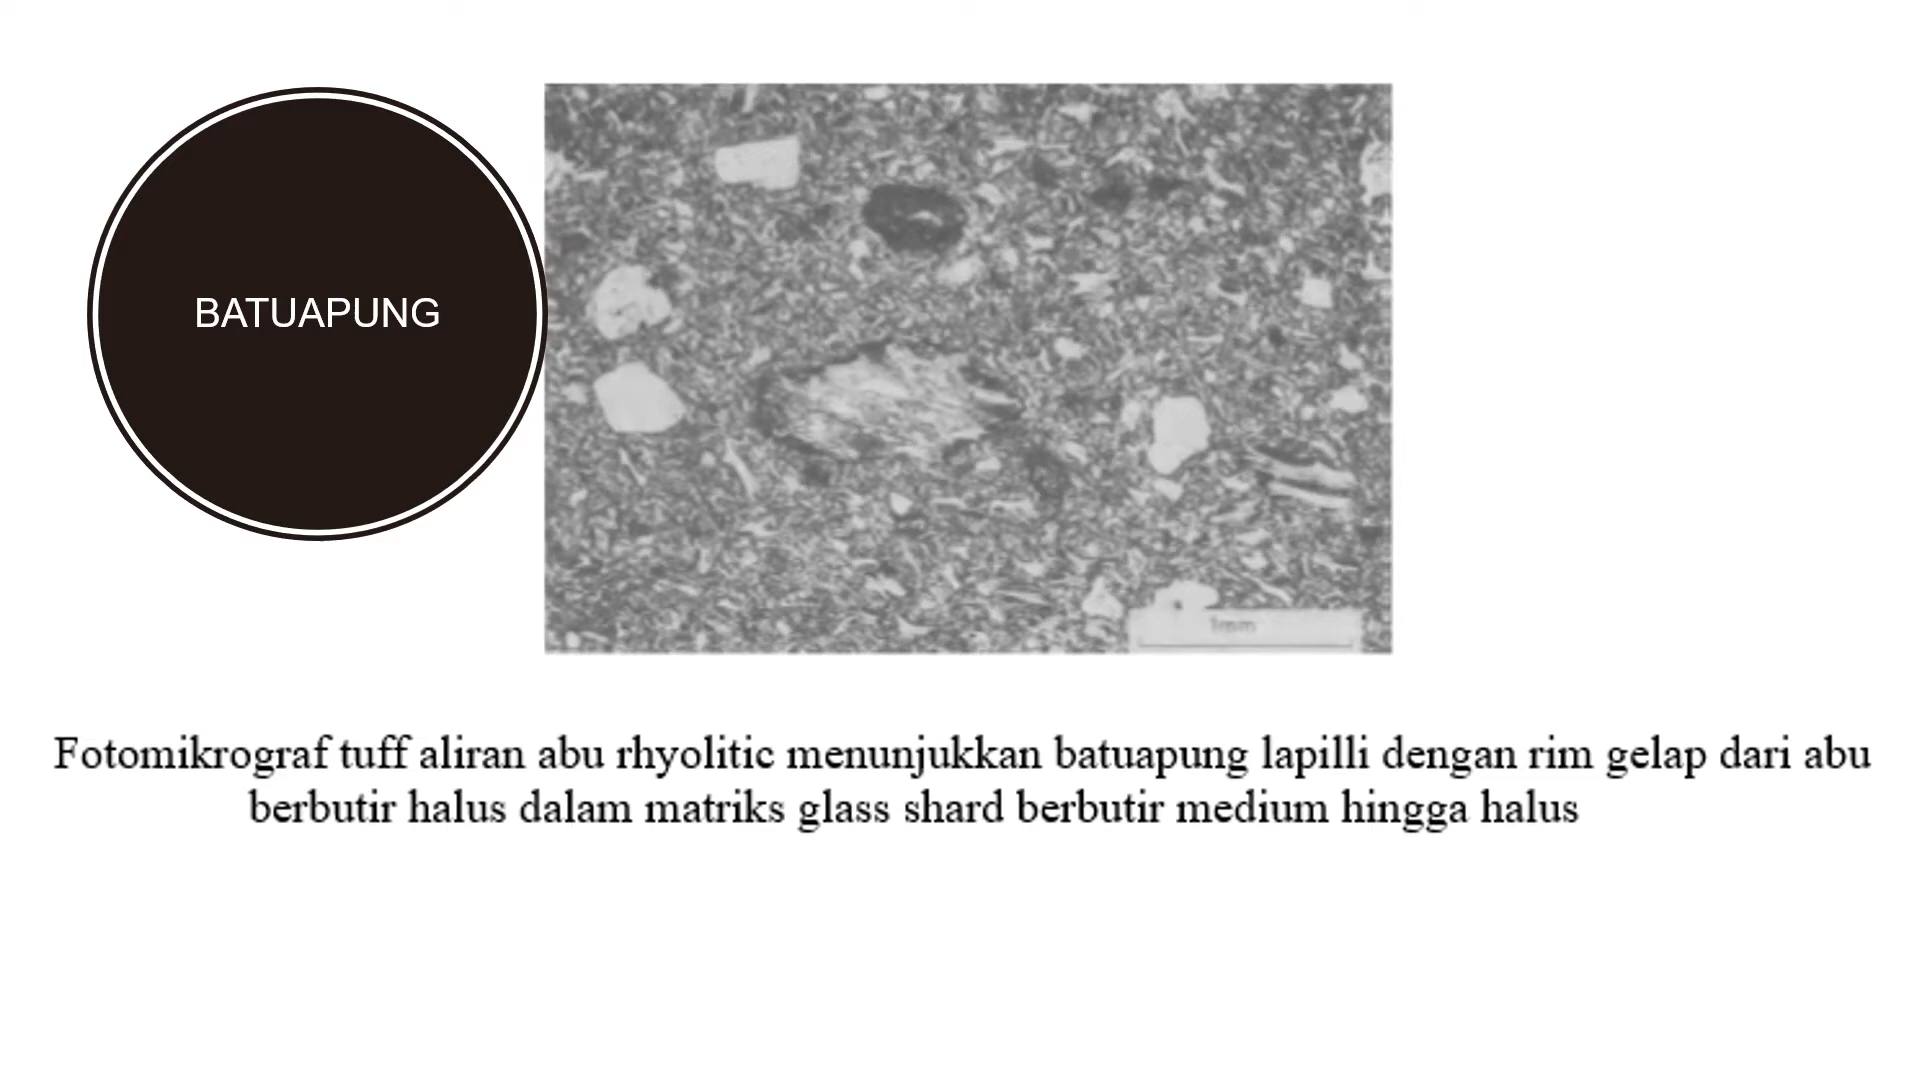 BATUAPUNG
1mm
Fotomikrograf tuff aliran abu rhyolitic menunjukkan batuapung lapilli dengan rim gelap dari abu
berbutir halus dalam matriks glass shard berbutir medium hingga halus